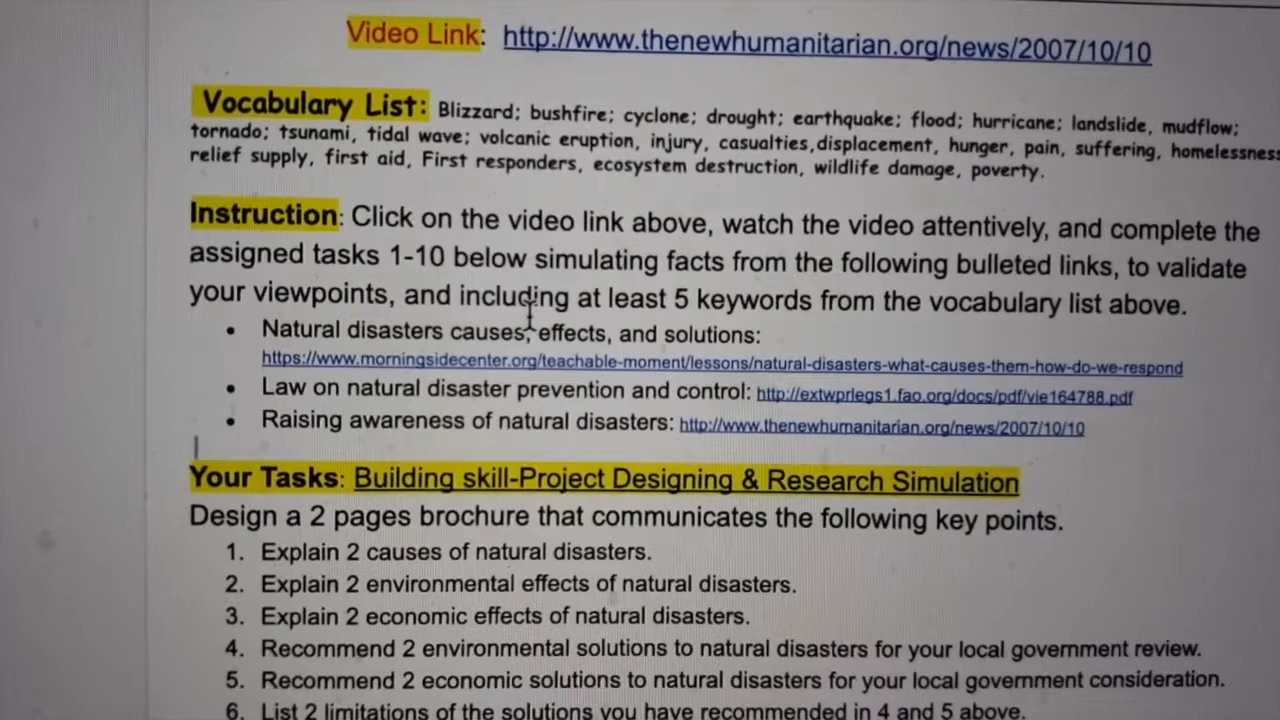 Video Link: http://www.thenewhumanitarian.org/news/2007/10/10
Vocabulary List: Blizzard; bushfire; cyclone; drought; earthquake; flood; hurricane; landslide, mudflow;
tornado; tsunami, tidal wave; volcanic eruption, injury, casualties,displacement, hunger, pain, suffering, homelessness
relief supply, first aid, First responders, ecosystem destruction, wildlife damage, poverty.
Instruction: Click on the video link above, watch the video attentively, and complete the
assigned tasks 1-10 below simulating facts from the following bulleted links, to validate
your viewpoints, and including at least 5 keywords from the vocabulary list above.
• Natural disasters causes, effects, and solutions:
https://www.morningsidecenter.org/teachable-moment/lessons/natural-disasters-what-causes-them-how-do-we-respond
• Law on natural disaster prevention and control: http://extwprlegs1.fao.org/docs/pdf/vie164788.pdf
• Raising awareness of natural disasters: http://www.thenewhumanitarian.org/news/2007/10/10
Your Tasks: Building skill-Project Designing & Research Simulation
Design a 2 pages brochure that communicates the following key points.
1. Explain 2 causes of natural disasters.
2. Explain 2 environmental effects of natural disasters.
3. Explain 2 economic effects of natural disasters.
4. Recommend 2 environmental solutions to natural disasters for your local government review.
5. Recommend 2 economic solutions to natural disasters for your local government consideration.
6. List 2 limitations of the solutions you have recommended in 4 and 5 above.